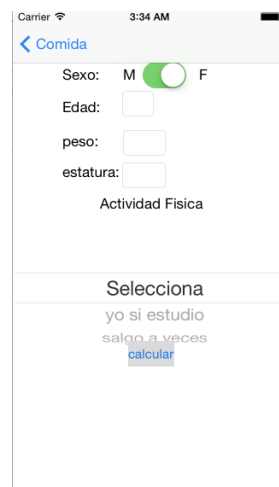 Carrier 3:34 AM
Comida
Sexo: M F
Edad:
peso:
estatura:
Actividad Fisica
Selecciona
yo si estudio
salgo a veces
calcular